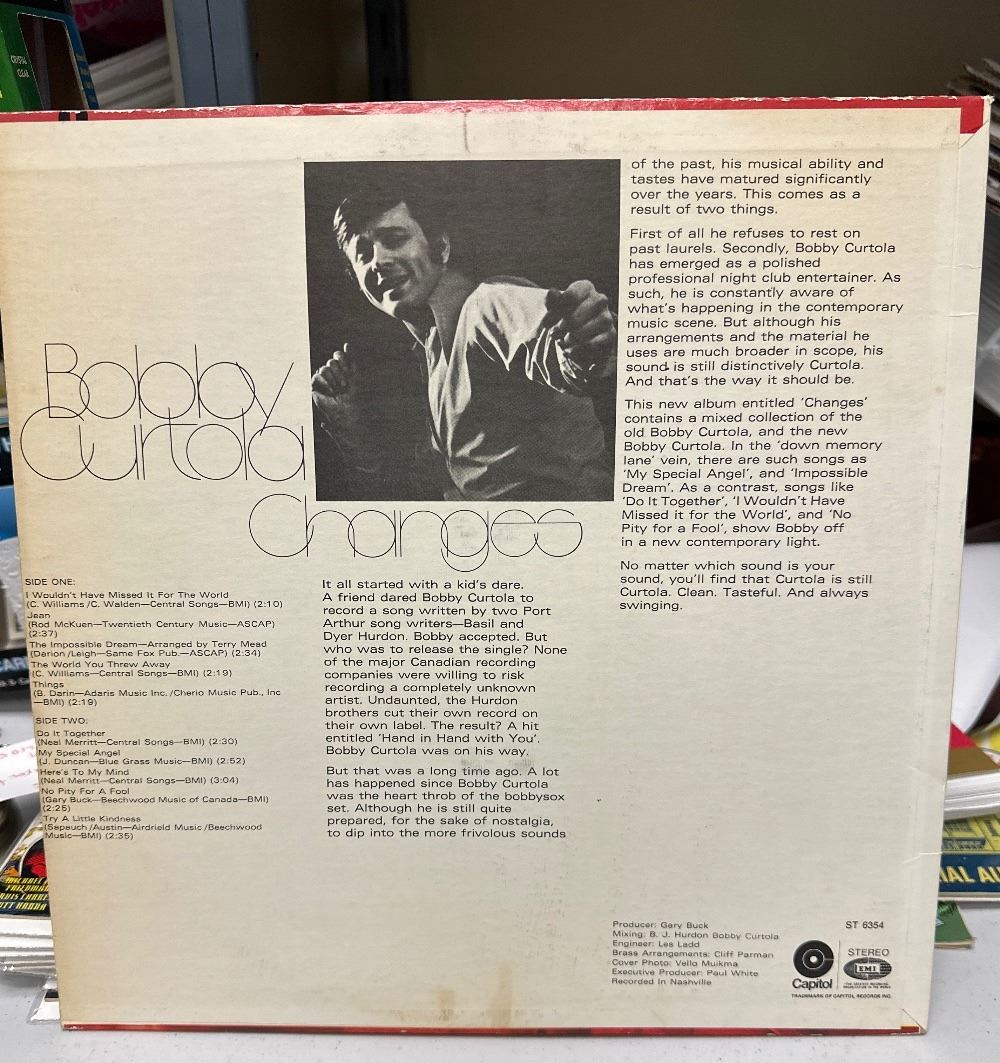 CRYSTAL
CLEAR
Bobby
Curtola
Changes
SIDE ONE:
I Wouldn't Have Missed It For The World
(C. Williams /C. Walden—Central Songs—BMI) (2:10)
Jean
(Rod McKuen—Twentieth Century Music—ASCAP)
(2:37)
The Impossible Dream—Arranged by Terry Mead
(Darion /Leigh—Same Fox Pub.—ASCAP) (2:34)
The World You Threw Away
(C. Williams—Central Songs—BMI) (2:19)
Things
(B. Darin—Adaris Music Inc. /Cherio Music Pub., Inc
—BMI) (2:19)
SIDE TWO:
Do It Together
(Neal Merritt—Central Songs—BMI) (2:30)
My Special Angel
(J. Duncan—Blue Grass Music—BMI) (2:52)
Here's To My Mind
(Neal Merritt—Central Songs—BMI) (3:04)
No Pity For A Fool
(Gary Buck—Beechwood Music of Canada—BMI)
(2:25)
Try A Little Kindness
(Sapauch /Austin—Airdrield Music /Beechwood
Music—BMI) (2:35)
It all started with a kid's dare.
A friend dared Bobby Curtola to
record a song written by two Port
Arthur song writers—Basil and
Dyer Hurdon. Bobby accepted. But
who was to release the single? None
of the major Canadian recording
companies were willing to risk
recording a completely unknown
artist. Undaunted, the Hurdon
brothers cut their own record on
their own label. The result? A hit
entitled 'Hand in Hand with You'.
Bobby Curtola was on his way.
But that was a long time ago. A lot
has happened since Bobby Curtola
was the heart throb of the bobbysox
set. Although he is still quite
prepared, for the sake of nostalgia,
to dip into the more frivolous sounds
of the past, his musical ability and
tastes have matured significantly
over the years. This comes as a
result of two things.
First of all he refuses to rest on
past laurels. Secondly, Bobby Curtola
has emerged as a polished
professional night club entertainer. As
such, he is constantly aware of
what's happening in the contemporary
music scene. But although his
arrangements and the material he
uses are much broader in scope, his
sound is still distinctively Curtola.
And that's the way it should be.
This new album entitled 'Changes'
contains a mixed collection of the
old Bobby Curtola, and the new
Bobby Curtola. In the 'down memory
lane' vein, there are such songs as
'My Special Angel', and 'Impossible
Dream'. As a contrast, songs like
'Do It Together', 'I Wouldn't Have
Missed it for the World', and 'No
Pity for a Fool', show Bobby off
in a new contemporary light.
No matter which sound is your
sound, you'll find that Curtola is still
Curtola. Clean. Tasteful. And always
swinging.
Producer: Gary Buck
Mixing: B. J. Hurdon Bobby Curtola
Engineer: Les Ladd
Brass Arrangements: Cliff Parman
Cover Photo: Vello Muikma
Executive Producer: Paul White
Recorded In Nashville
ST 6354
Capitol
STEREO
EMI
TRADEMARK OF CAPITOL RECORDS INC.